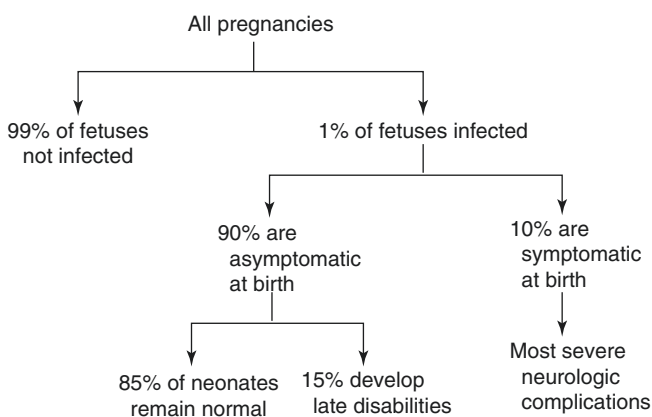 All pregnancies
99% of fetuses
not infected
1% of fetuses infected
90% are
asymptomatic
at birth
10% are
symptomatic
at birth
85% of neonates
remain normal
15% develop
late disabilities
Most severe
neurologic
complications